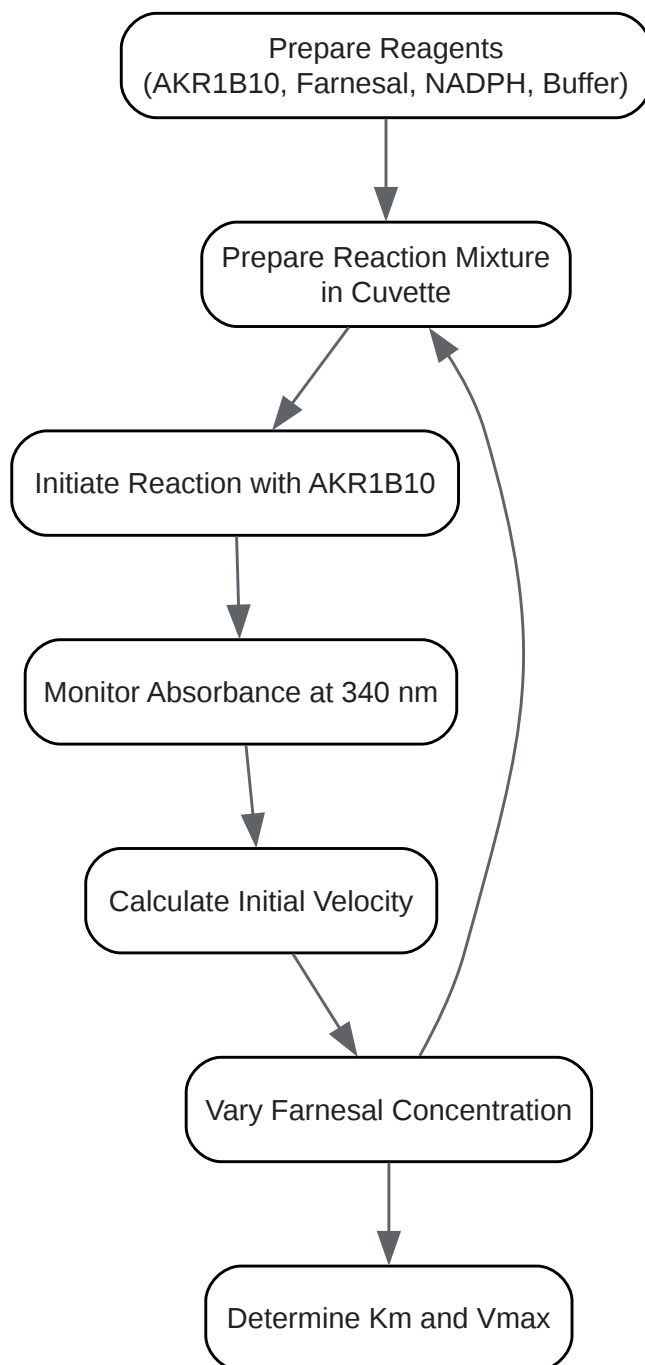 Prepare Reagents
(AKR1B10, Farnesal, NADPH, Buffer)
Prepare Reaction Mixture
in Cuvette
Initiate Reaction with AKR1B10
Monitor Absorbance at 340 nm
Calculate Initial Velocity
Vary Farnesal Concentration
Determine Km and Vmax